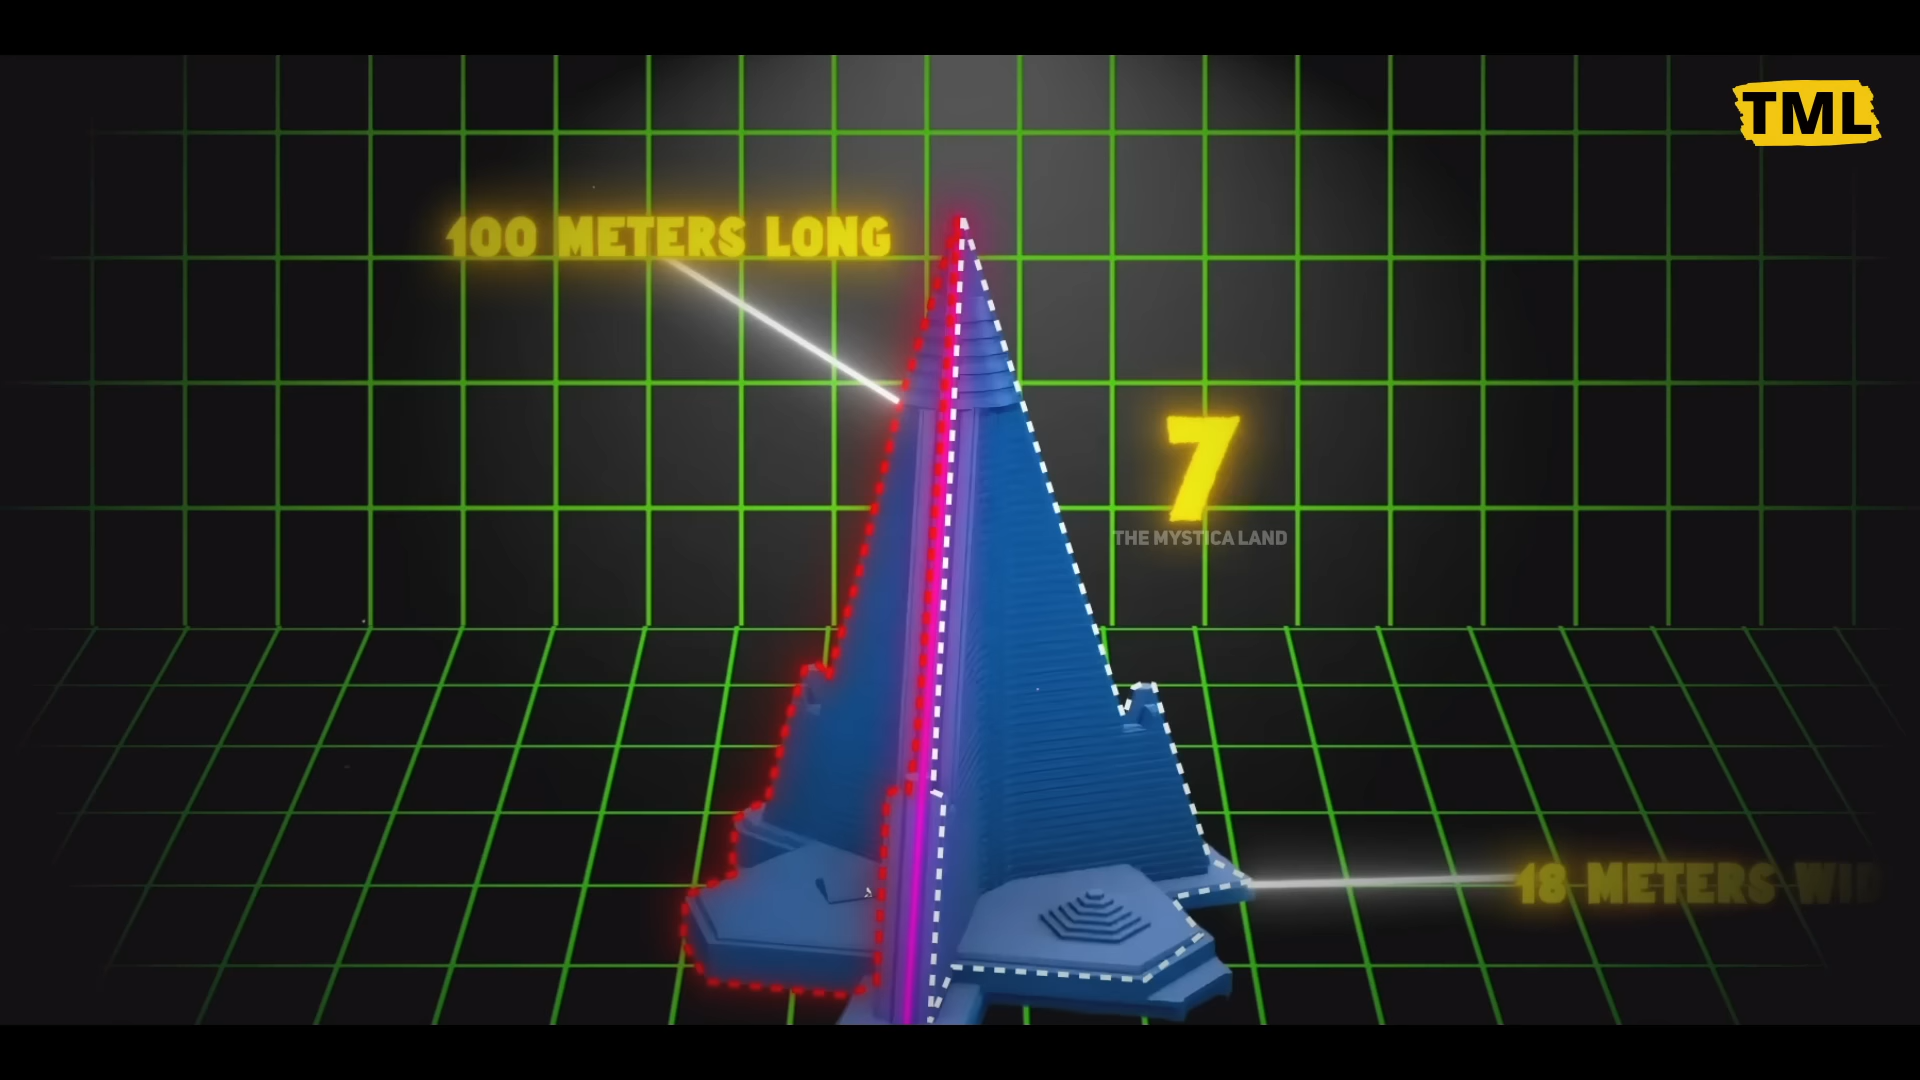 TML
100 METERS LONG
7
THE MYSTICA LAND
18 METERS